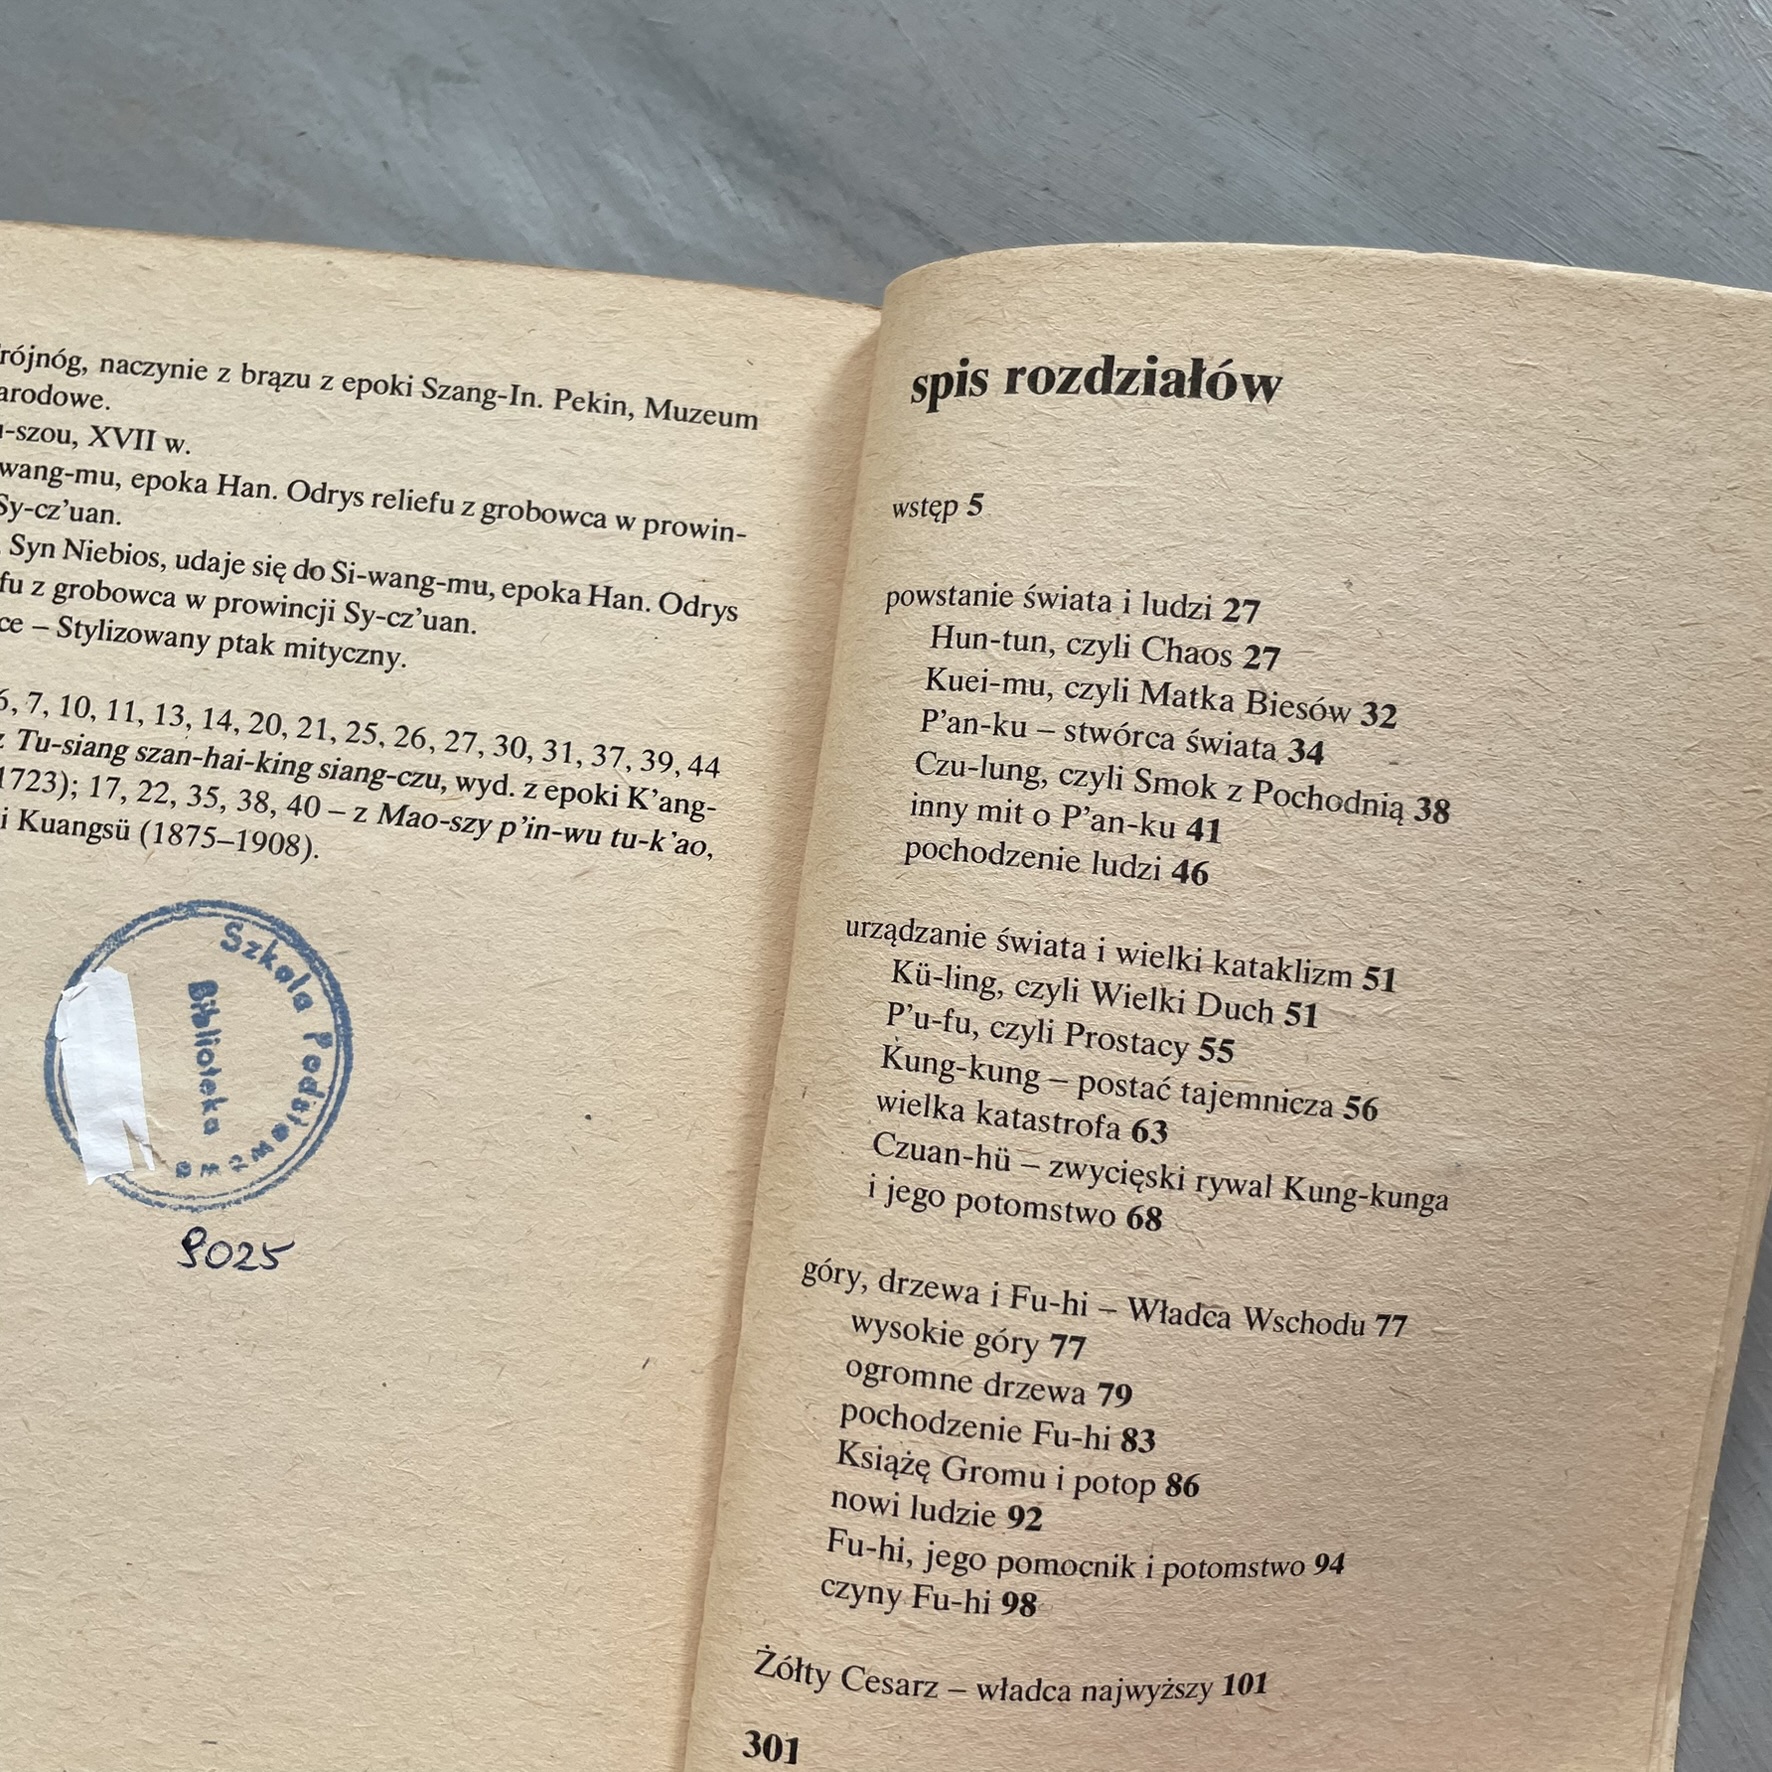 rójnóg, naczynie z brązu z epoki Szang-In. Pekin, Muzeum
arodowe.
-szou, XVII w.
wang-mu, epoka Han. Odrys reliefu z grobowca w prowin-
Sy-cz’uan.
Syn Niebios, udaje się do Si-wang-mu, epoka Han. Odrys
fu z grobowca w prowincji Sy-cz’uan.
ce – Stylizowany ptak mityczny.
6, 7, 10, 11, 13, 14, 20, 21, 25, 26, 27, 30, 31, 37, 39, 44
z Tu-siang szan-hai-king siang-czu, wyd. z epoki K’ang-
1723); 17, 22, 35, 38, 40 – z Mao-szy p’in-wu tu-k’ao,
i Kuangsü (1875–1908).
Szkoła Podstawowa
Biblioteka
9025
spis rozdziałów
wstęp 5
powstanie świata i ludzi 27
Hun-tun, czyli Chaos 27
Kuei-mu, czyli Matka Biesów 32
P’an-ku – stwórca świata 34
Czu-lung, czyli Smok z Pochodnią 38
inny mit o P’an-ku 41
pochodzenie ludzi 46
urządzanie świata i wielki kataklizm 51
Kü-ling, czyli Wielki Duch 51
P’u-fu, czyli Prostacy 55
Kung-kung – postać tajemnicza 56
wielka katastrofa 63
Czuan-hü – zwycięski rywal Kung-kunga
i jego potomstwo 68
góry, drzewa i Fu-hi – Władca Wschodu 77
wysokie góry 77
ogromne drzewa 79
pochodzenie Fu-hi 83
Książę Gromu i potop 86
nowi ludzie 92
Fu-hi, jego pomocnik i potomstwo 94
czyny Fu-hi 98
Żółty Cesarz – władca najwyższy 101
301